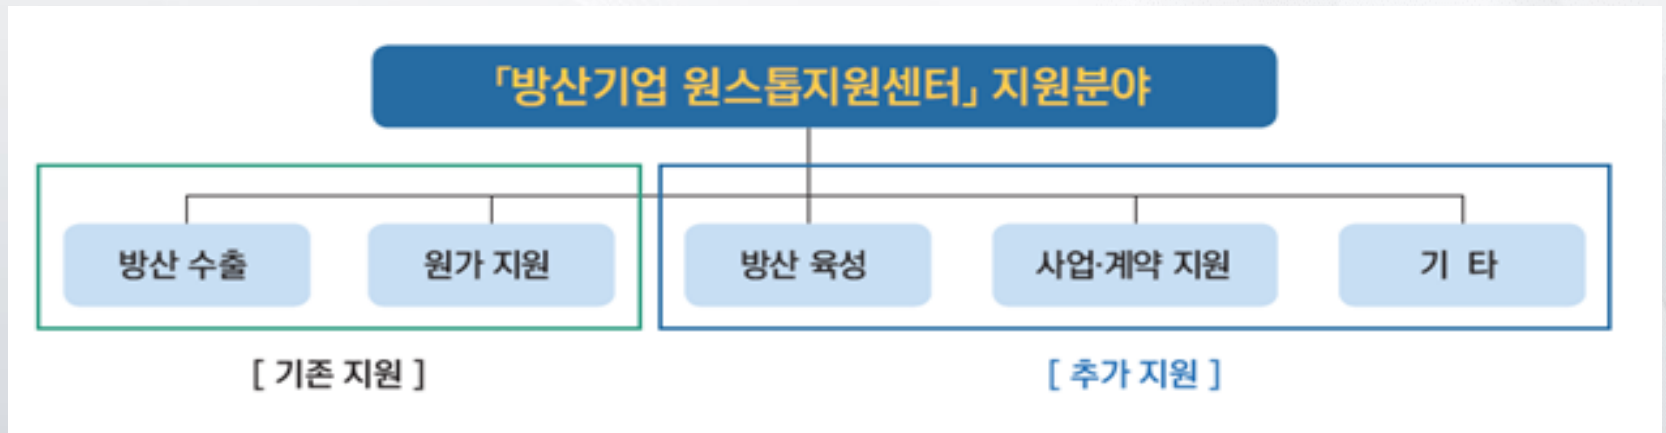 「방산기업 원스톱지원센터」 지원분야
방산 수출
원가 지원
방산 육성
사업·계약 지원
기 타
[ 기존 지원 ]
[ 추가 지원 ]